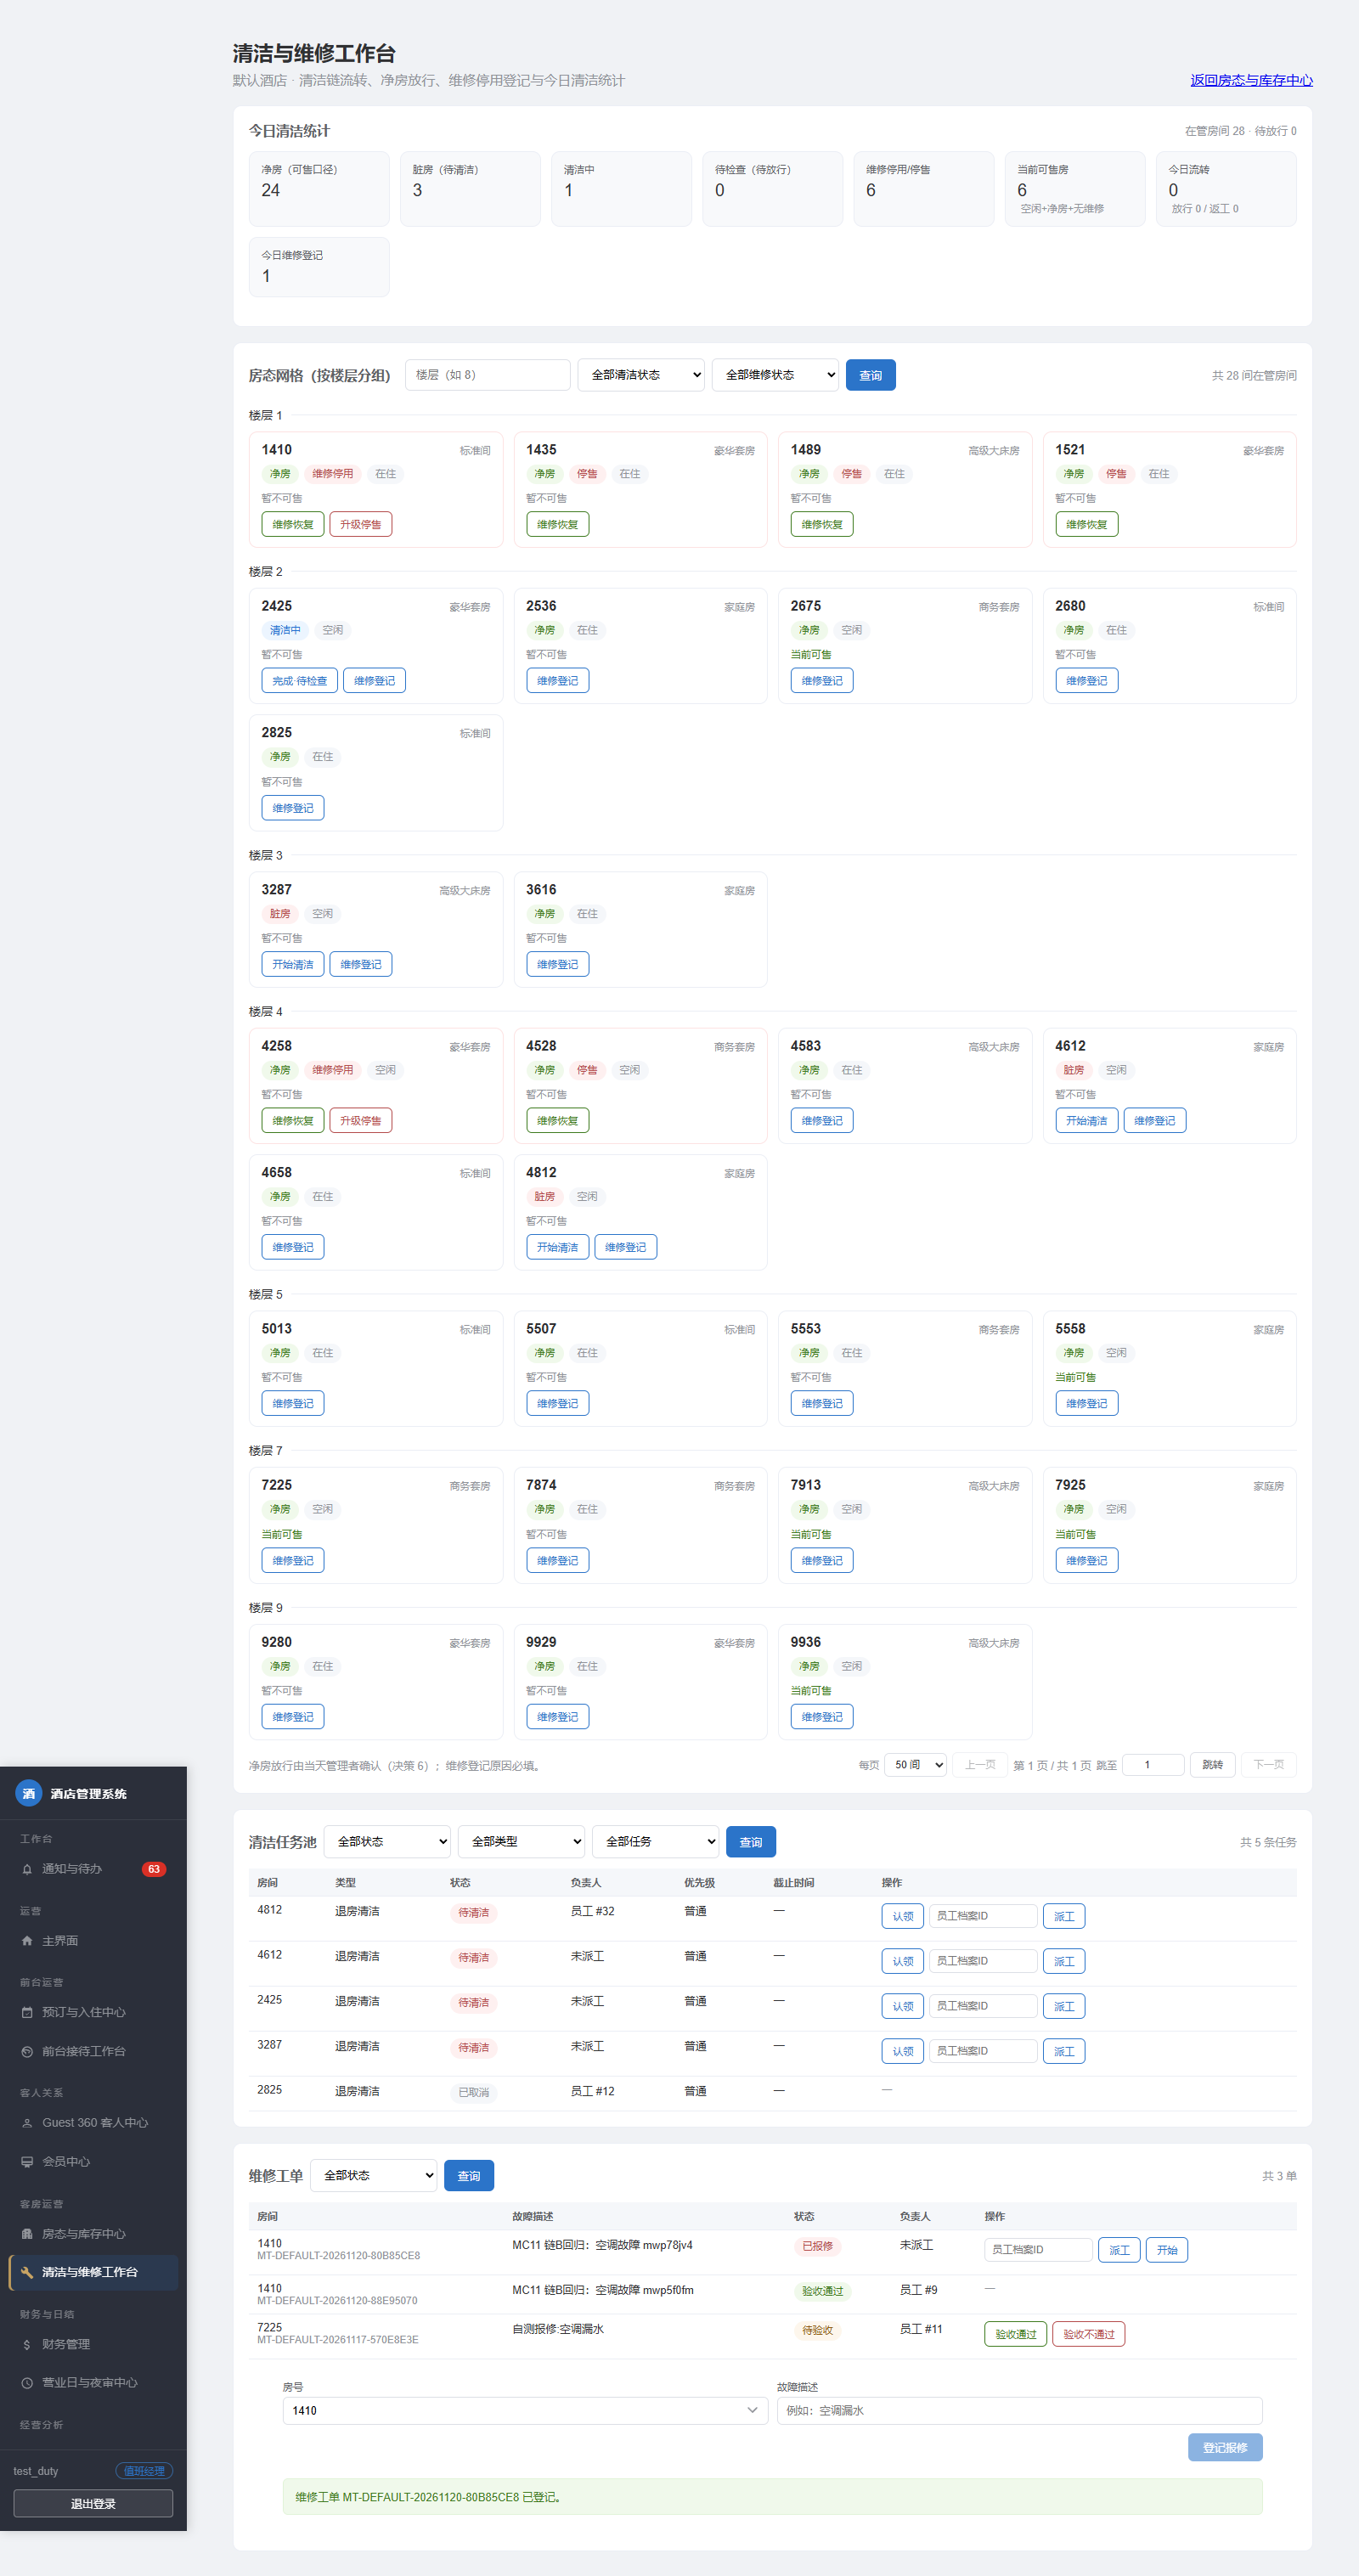 清洁与维修工作台
默认酒店 · 清洁链流转、净房放行、维修停用登记与今日清洁统计
返回房态与库存中心
今日清洁统计
在管房间 28 · 待放行 0
净房（可售口径）
24
脏房（待清洁）
3
清洁中
1
待检查（待放行）
0
维修停用/停售
6
当前可售房
6
空闲+净房+无维修
今日流转
0
放行 0 / 返工 0
今日维修登记
1
房态网格（按楼层分组）
楼层（如 8）
全部清洁状态
全部维修状态
查询
共 28 间在管房间
楼层 1
1410 标准间
净房 维修停用 在住
暂不可售
维修恢复 升级停售
1435 豪华套房
净房 停售 在住
暂不可售
维修恢复
1489 高级大床房
净房 停售 在住
暂不可售
维修恢复
1521 豪华套房
净房 停售 在住
暂不可售
维修恢复
楼层 2
2425 豪华套房
清洁中 空闲
暂不可售
完成·待检查 维修登记
2536 家庭房
净房 在住
暂不可售
维修登记
2675 商务套房
净房 空闲
当前可售
维修登记
2680 标准间
净房 在住
暂不可售
维修登记
2825 标准间
净房 在住
暂不可售
维修登记
楼层 3
3287 高级大床房
脏房 空闲
暂不可售
开始清洁 维修登记
3616 家庭房
净房 在住
暂不可售
维修登记
楼层 4
4258 豪华套房
净房 维修停用 空闲
暂不可售
维修恢复 升级停售
4528 商务套房
净房 停售 空闲
暂不可售
维修恢复
4583 高级大床房
净房 在住
暂不可售
维修登记
4612 家庭房
脏房 空闲
暂不可售
开始清洁 维修登记
4658 标准间
净房 在住
暂不可售
维修登记
4812 家庭房
脏房 空闲
暂不可售
开始清洁 维修登记
楼层 5
5013 标准间
净房 在住
暂不可售
维修登记
5507 标准间
净房 在住
暂不可售
维修登记
5553 商务套房
净房 在住
暂不可售
维修登记
5558 家庭房
净房 空闲
当前可售
维修登记
楼层 7
7225 商务套房
净房 空闲
当前可售
维修登记
7874 商务套房
净房 在住
暂不可售
维修登记
7913 高级大床房
净房 空闲
当前可售
维修登记
7925 家庭房
净房 空闲
当前可售
维修登记
楼层 9
9280 豪华套房
净房 在住
暂不可售
维修登记
9929 豪华套房
净房 在住
暂不可售
维修登记
9936 高级大床房
净房 空闲
当前可售
维修登记
净房放行由当天管理者确认（决策 6）；维修登记原因必填。
每页 50 间 上一页 第 1 页 / 共 1 页 跳至 1 跳转 下一页
清洁任务池 全部状态 全部类型 全部任务 查询
共 5 条任务
房间 类型 状态 负责人 优先级 截止时间 操作
4812 退房清洁 待清洁 员工 #32 普通 — 认领 员工档案ID 派工
4612 退房清洁 待清洁 未派工 普通 — 认领 员工档案ID 派工
2425 退房清洁 待清洁 未派工 普通 — 认领 员工档案ID 派工
3287 退房清洁 待清洁 未派工 普通 — 认领 员工档案ID 派工
2825 退房清洁 已取消 员工 #12 普通 — —
维修工单 全部状态 查询
共 3 单
房间 故障描述 状态 负责人 操作
1410 MC11 链B回归：空调故障 mwp78jv4 已报修 未派工 员工档案ID 派工 开始
MT-DEFAULT-20261120-80B85CE8
1410 MC11 链B回归：空调故障 mwp5f0fm 验收通过 员工 #9 —
MT-DEFAULT-20261120-88E95070
7225 自测报修:空调漏水 待验收 员工 #11 验收通过 验收不通过
MT-DEFAULT-20261117-570E8E3E
房号
1410
故障描述
例如：空调漏水
登记报修
维修工单 MT-DEFAULT-20261120-80B85CE8 已登记。
酒 酒店管理系统
工作台
通知与待办 63
运营
主界面
前台运营
预订与入住中心
前台接待工作台
客人关系
Guest 360 客人中心
会员中心
客房运营
房态与库存中心
清洁与维修工作台
财务与日结
财务管理
营业日与夜审中心
经营分析
test_duty 值班经理
退出登录